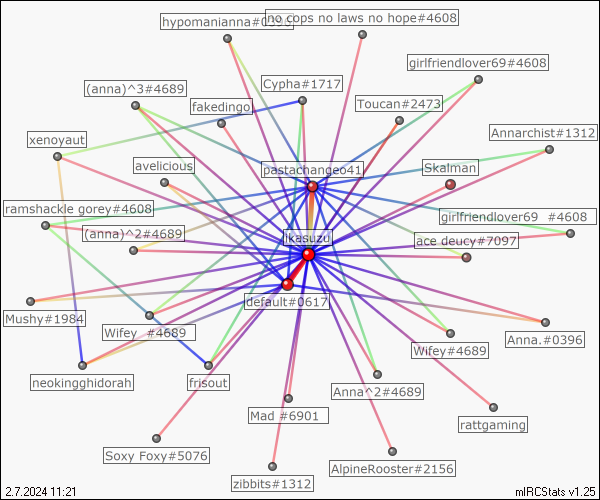 hypomanianna#0396
no cops no laws no hope#4608
girlfriendlover69#4608
(anna)^3#4689
Cypha#1717
fakedingo
Toucan#2473
Annarchist#1312
xenoyaut
avelicious
pastachangeo41
Skalman
ramshackle gorey#4608
girlfriendlover69 #4608
(anna)^2#4689
ikasuzu
ace deucy#7097
default#0617
Mushy#1984
Wifey #4689
Wifey#4689
Anna.#0396
neokingghidorah
frisout
Anna^2#4689
Mad #6901
rattgaming
Soxy Foxy#5076
zibbits#1312
AlpineRooster#2156
2.7.2024 11:21
mIRCStats v1.25